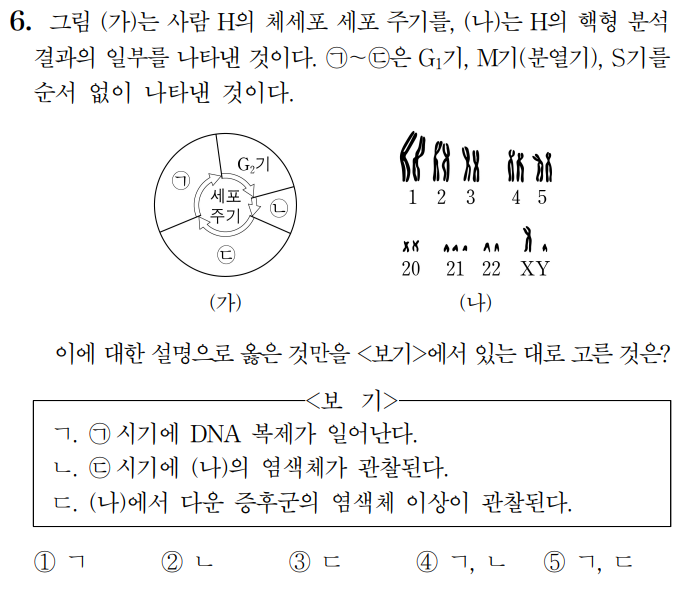 6. 그림 (가)는 사람 H의 체세포 세포 주기를, (나)는 H의 핵형 분석
결과의 일부를 나타낸 것이다. ㉠~㉢은 G₁기, M기(분열기), S기를
순서 없이 나타낸 것이다.
G₂기
㉠
세포
주기
㉡
㉢
(가)
1 2 3 4 5
20 21 22 XY
(나)
이에 대한 설명으로 옳은 것만을 <보기>에서 있는 대로 고른 것은?
<보 기>
ㄱ. ㉠ 시기에 DNA 복제가 일어난다.
ㄴ. ㉢ 시기에 (나)의 염색체가 관찰된다.
ㄷ. (나)에서 다운 증후군의 염색체 이상이 관찰된다.
① ㄱ ② ㄴ ③ ㄷ ④ ㄱ, ㄴ ⑤ ㄱ, ㄷ